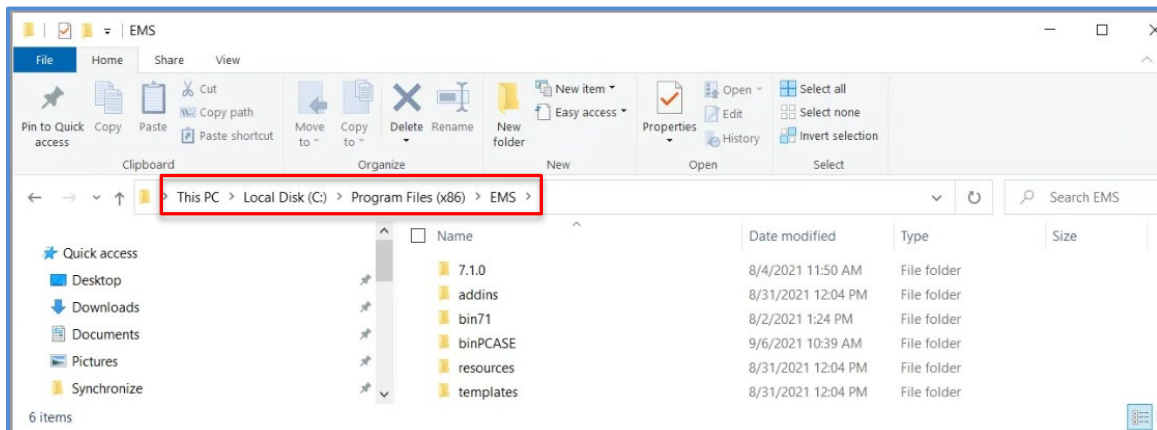 EMS
File Home Share View
Pin to Quick access
Copy
Paste
Cut
Copy path
Paste shortcut
Clipboard
Move to
Copy to
Delete
Rename
Organize
New folder
New item
Easy access
New
Properties
Open
Edit
History
Open
Select all
Select none
Invert selection
Select
This PC > Local Disk (C:) > Program Files (x86) > EMS >
Search EMS
Quick access
Desktop
Downloads
Documents
Pictures
Synchronize
Name Date modified Type Size
7.1.0 8/4/2021 11:50 AM File folder
addins 8/31/2021 12:04 PM File folder
bin71 8/2/2021 1:24 PM File folder
binPCASE 9/6/2021 10:39 AM File folder
resources 8/31/2021 12:04 PM File folder
templates 8/31/2021 12:04 PM File folder
6 items